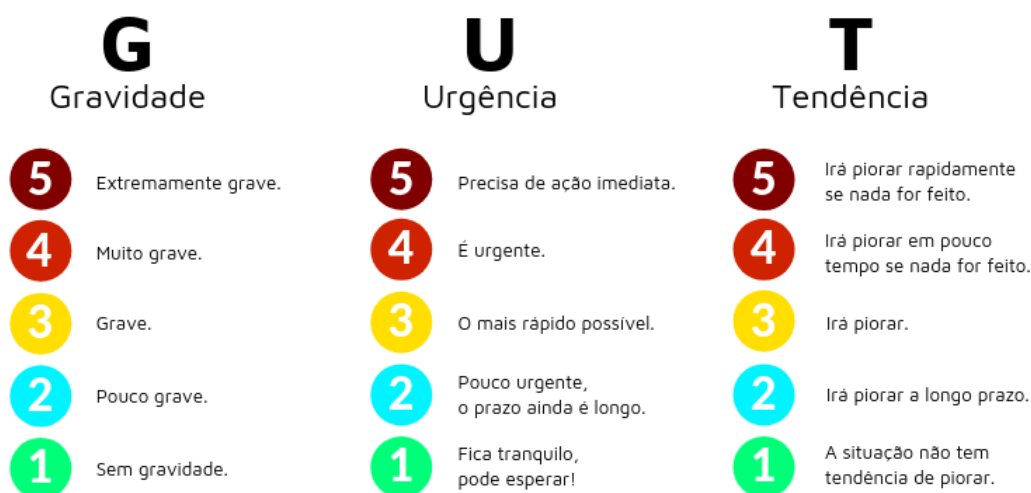 G
Gravidade
5
Extremamente grave.
4
Muito grave.
3
Grave.
2
Pouco grave.
1
Sem gravidade.
U
Urgência
5
Precisa de ação imediata.
4
É urgente.
3
O mais rápido possível.
2
Pouco urgente,
o prazo ainda é longo.
1
Fica tranquilo,
pode esperar!
T
Tendência
5
Irá piorar rapidamente
se nada for feito.
4
Irá piorar em pouco
tempo se nada for feito.
3
Irá piorar.
2
Irá piorar a longo prazo.
1
A situação não tem
tendência de piorar.